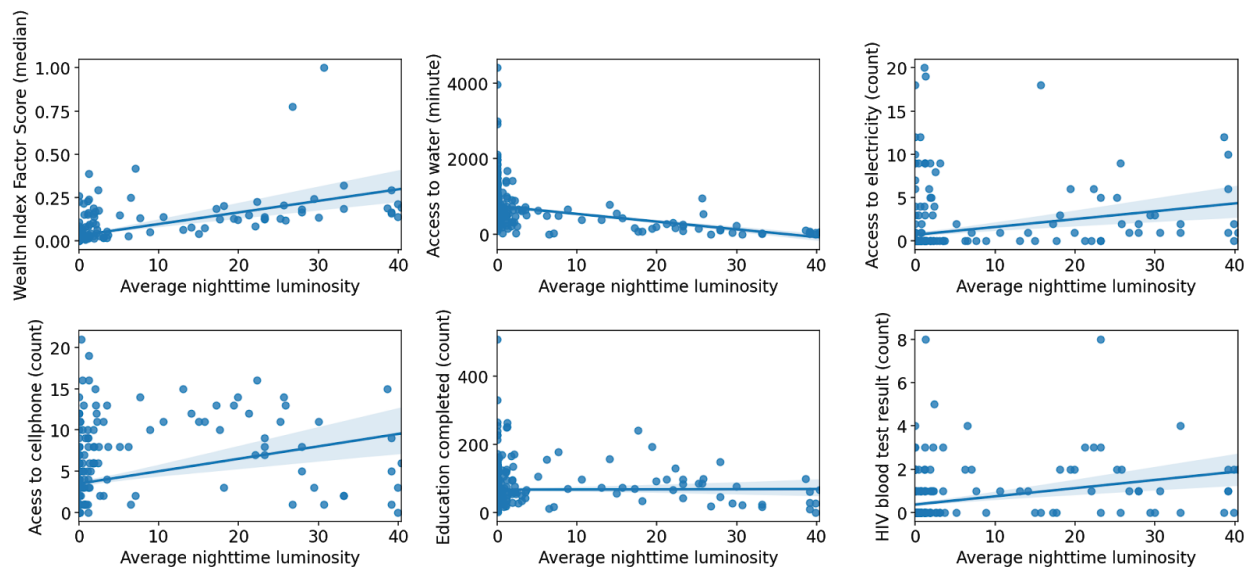 Wealth Index Factor Score (median)
1.00
0.75
0.50
0.25
0.00
0 10 20 30 40
Average nighttime luminosity
Access to water (minute)
4000
2000
0
0 10 20 30 40
Average nighttime luminosity
Access to electricity (count)
20
15
10
5
0
0 10 20 30 40
Average nighttime luminosity
Acess to cellphone (count)
20
15
10
5
0
0 10 20 30 40
Average nighttime luminosity
Education completed (count)
400
200
0
0 10 20 30 40
Average nighttime luminosity
HIV blood test result (count)
8
6
4
2
0
0 10 20 30 40
Average nighttime luminosity